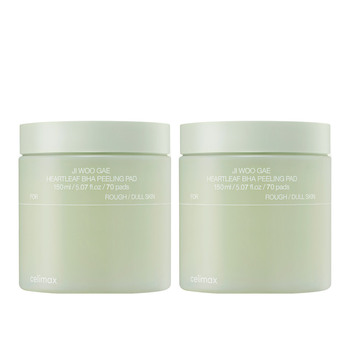 JI WOO GAE
HEARTLEAF BHA PEELING PAD
150 ml / 5.07 fl.oz / 70 pads
ROUGH / DULL SKIN
celimax
JI WOO GAE
HEARTLEAF BHA PEELING PAD
150 ml / 5.07 fl.oz / 70 pads
ROUGH / DULL SKIN
celimax